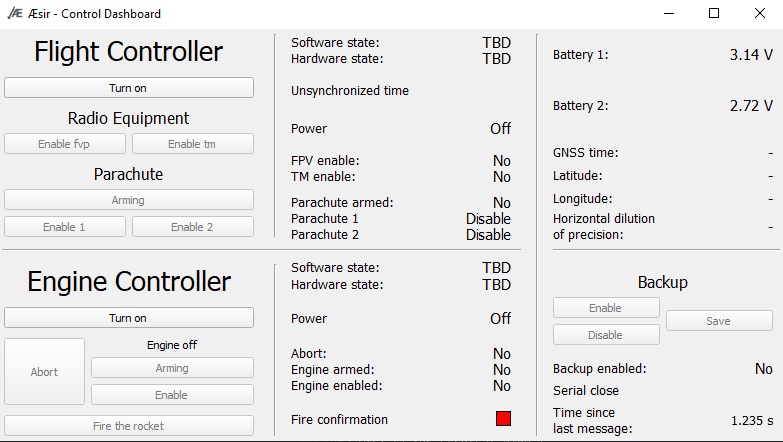 Æsir - Control Dashboard
Flight Controller
Turn on
Radio Equipment
Enable fvp
Enable tm
Parachute
Arming
Enable 1
Enable 2
Software state: TBD
Hardware state: TBD
Unsynchronized time
Power Off
FPV enable: No
TM enable: No
Parachute armed: No
Parachute 1 Disable
Parachute 2 Disable
Battery 1: 3.14 V
Battery 2: 2.72 V
GNSS time: -
Latitude: -
Longitude: -
Horizontal dilution
of precision: -
Engine Controller
Turn on
Abort
Engine off
Arming
Enable
Fire the rocket
Software state: TBD
Hardware state: TBD
Power Off
Abort: No
Engine armed: No
Engine enabled: No
Fire confirmation
Backup
Enable
Disable
Save
Backup enabled: No
Serial close
Time since
last message: 1.235 s